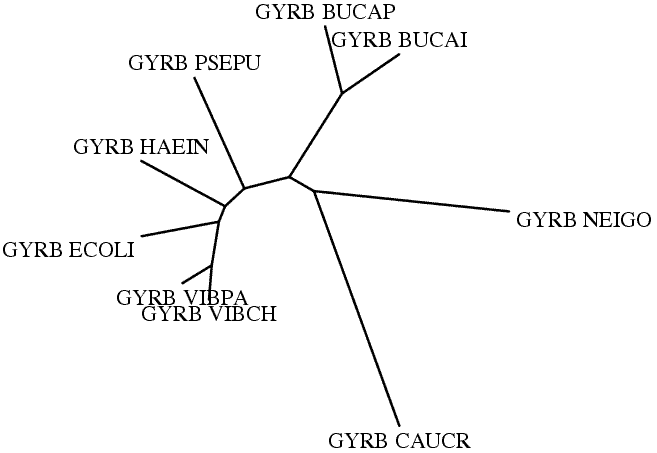 GYRB BUCAP
GYRB BUCAI
GYRB PSEPU
GYRB HAEIN
GYRB NEIGO
GYRB ECOLI
GYRB VIBPA
GYRB VIBCH
GYRB CAUCR